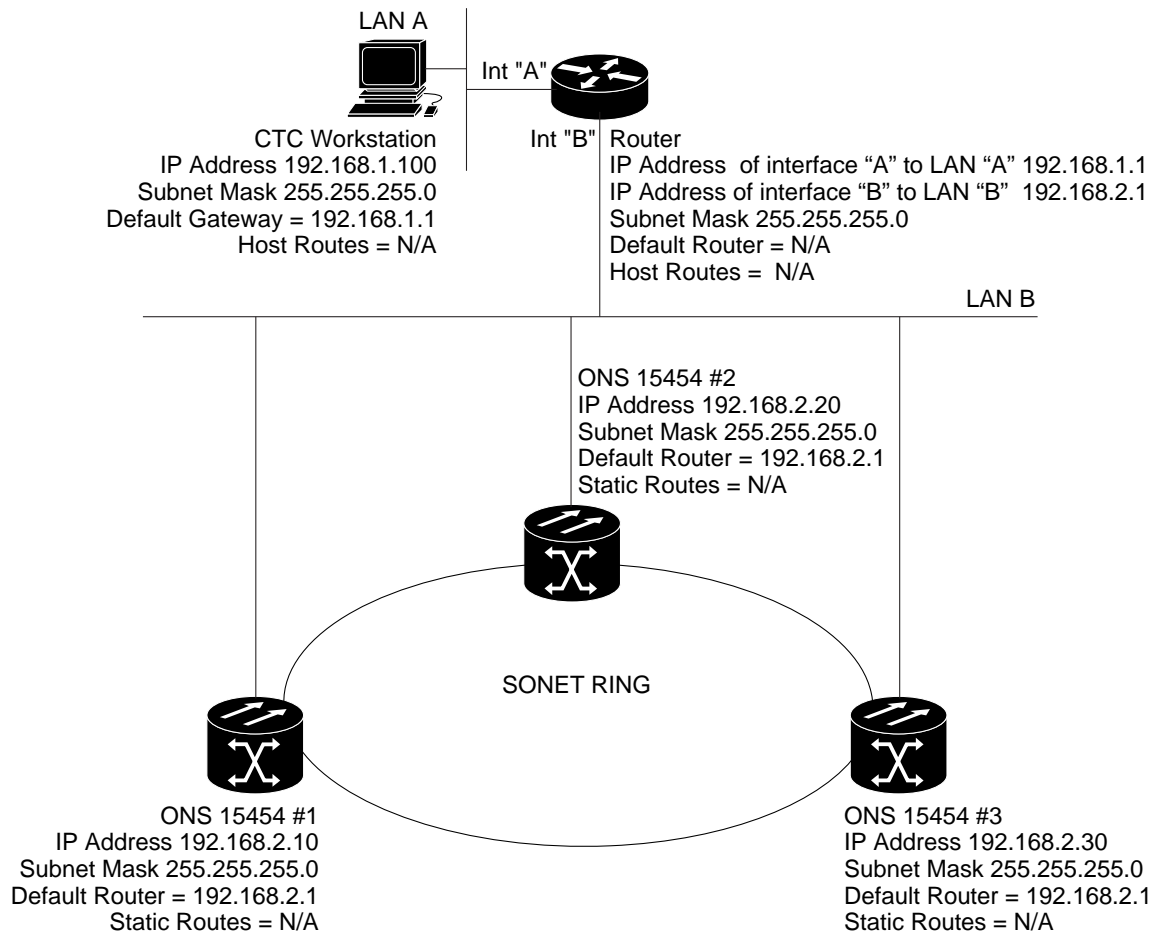 LAN A
Int "A"
CTC Workstation
IP Address 192.168.1.100
Subnet Mask 255.255.255.0
Default Gateway = 192.168.1.1
Host Routes = N/A
Int "B"
Router
IP Address of interface “A” to LAN “A” 192.168.1.1
IP Address of interface “B” to LAN “B” 192.168.2.1
Subnet Mask 255.255.255.0
Default Router = N/A
Host Routes = N/A
LAN B
ONS 15454 #2
IP Address 192.168.2.20
Subnet Mask 255.255.255.0
Default Router = 192.168.2.1
Static Routes = N/A
SONET RING
ONS 15454 #1
IP Address 192.168.2.10
Subnet Mask 255.255.255.0
Default Router = 192.168.2.1
Static Routes = N/A
ONS 15454 #3
IP Address 192.168.2.30
Subnet Mask 255.255.255.0
Default Router = 192.168.2.1
Static Routes = N/A